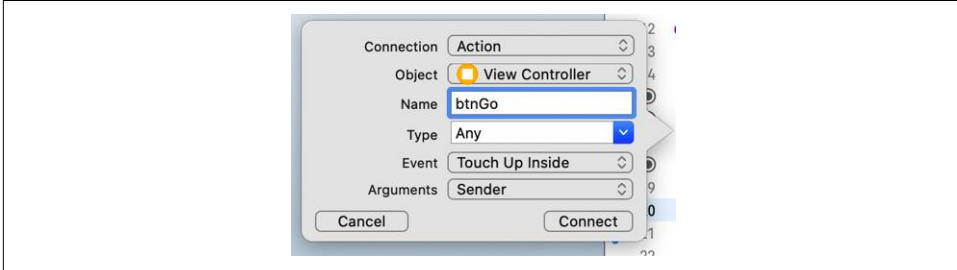 Connection Action
Object View Controller
Name btnGo
Type Any
Event Touch Up Inside
Arguments Sender
Cancel Connect